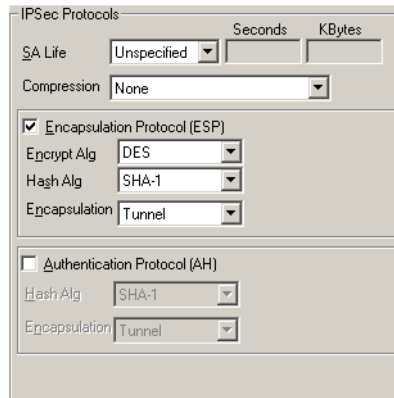 IPSec Protocols
Seconds KBytes
SA Life Unspecified
Compression None
Encapsulation Protocol (ESP)
Encrypt Alg DES
Hash Alg SHA-1
Encapsulation Tunnel
Authentication Protocol (AH)
Hash Alg SHA-1
Encapsulation Tunnel